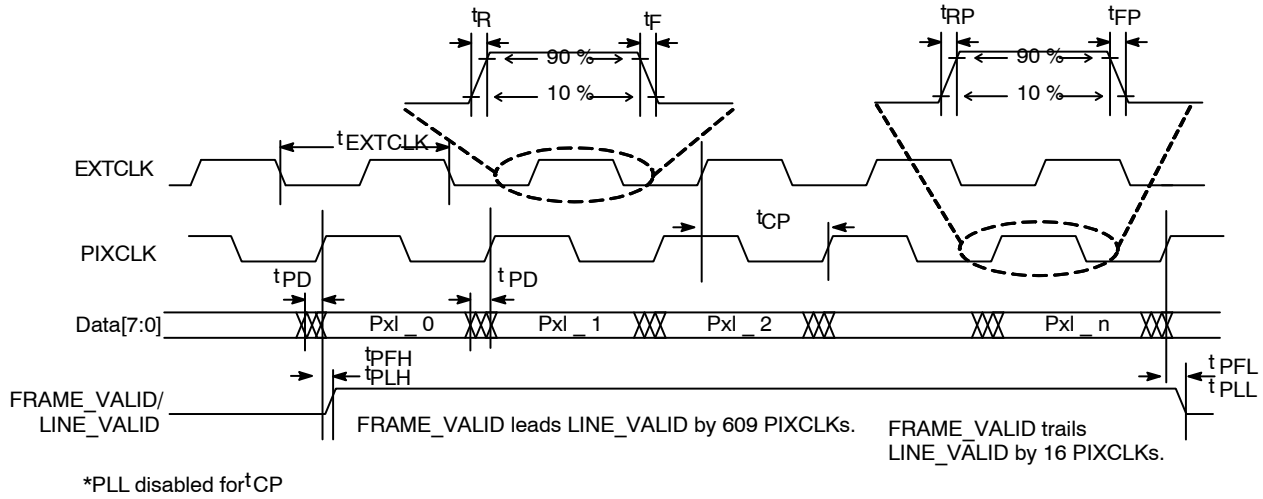 tR tF tRP tFP
90 % 90 %
10 % 10 %
tEXTCLK
EXTCLK
tCP
PIXCLK
tPD tPD
Data[7:0] Pxl _ 0 Pxl _ 1 Pxl _ 2 Pxl _ n
tPFH tPFL
tPLH tPLL
FRAME_VALID/
LINE_VALID
FRAME_VALID leads LINE_VALID by 609 PIXCLKs.
FRAME_VALID trails
LINE_VALID by 16 PIXCLKs.
*PLL disabled for tCP